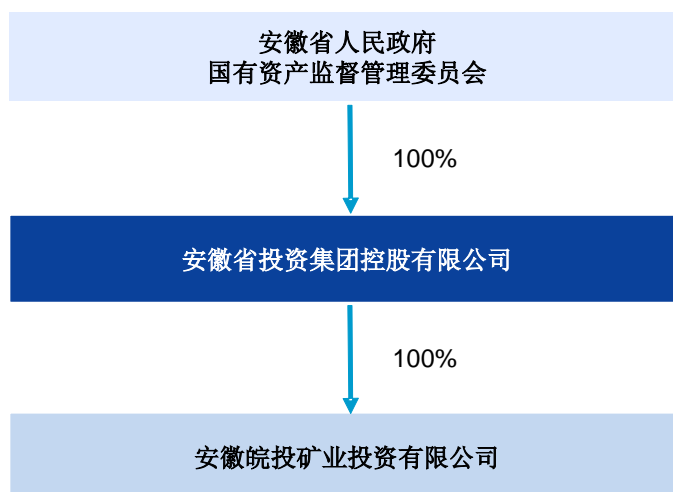 安徽省人民政府
国有资产监督管理委员会
100%
安徽省投资集团控股有限公司
100%
安徽皖投矿业投资有限公司